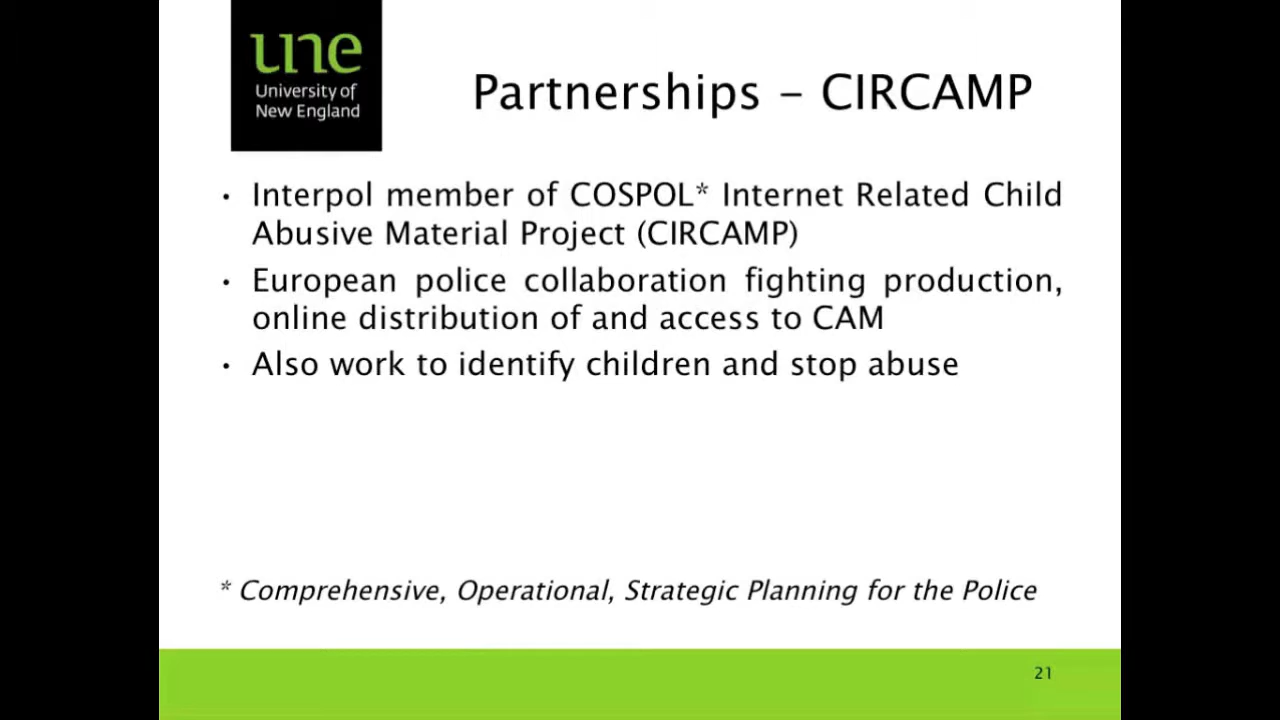 une
University of
New England
Partnerships – CIRCAMP
• Interpol member of COSPOL* Internet Related Child
Abusive Material Project (CIRCAMP)
• European police collaboration fighting production,
online distribution of and access to CAM
• Also work to identify children and stop abuse
* Comprehensive, Operational, Strategic Planning for the Police
21